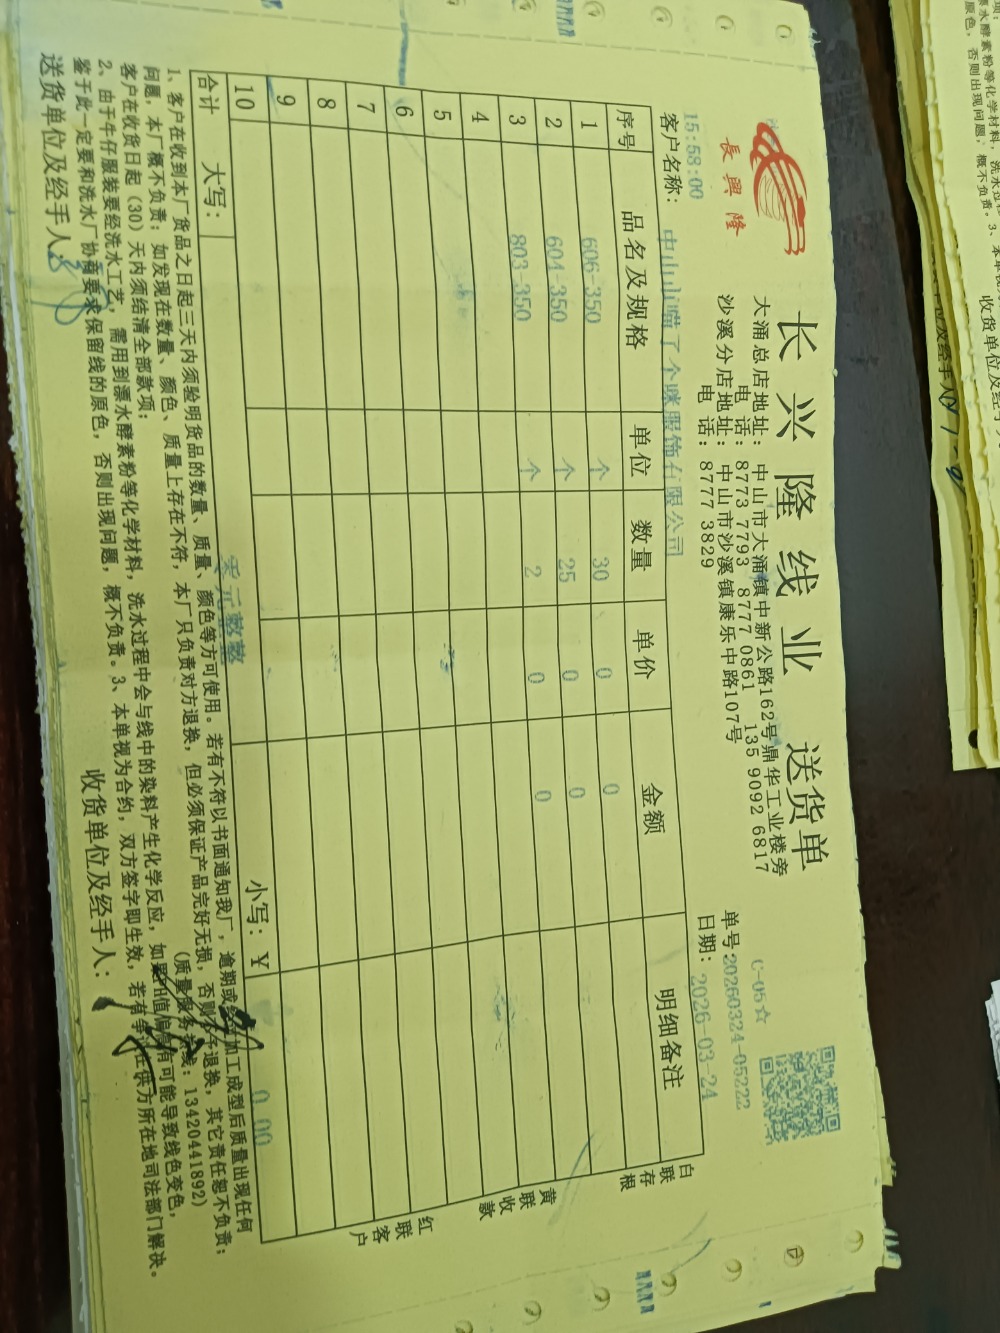 長興隆
长兴隆线业 送货单
大涌总店地址：中山市大涌镇中新公路162号鼎华工业楼旁
电话：8773 7793 8777 0861 135 9092 6817
沙溪分店地址：中山市沙溪镇康乐中路107号
电话：8777 3829
C-05☆
单号:20260324-05222
日期：2026-03-24
15:58:00
客户名称：中山山喵了个咪服饰有限公司
序号 品名及规格 单位 数量 单价 金额 明细备注
1 606-350 个 30 0 0
2 604-350 个 25 0 0
3 803-350 个 2 0 0
4
5
6
7
8
9
10
合计 大写：零元整 小写：￥ 0.00
白联存根
黄联收款
红联客户
1、客户在收到本厂货品之日起三天内须验明货品的数量、质量、颜色等方可使用。若有不符以书面通知我厂，逾期或 加工成型后质量出现任何
问题，本厂概不负责；如发现在数量、颜色、质量上存在不符，本厂只负责对方退换，但必须保证产品完好无损，否则不予退换，其它责任恕不负责；
客户在收货日起（30）天内须结清全部款项； (质量服务热线：13420441892)
2、由于牛仔服装要经洗水工艺，需用到漂水酵素粉等化学材料，洗水过程中会与线中的染料产生化学反应，如果PH值偏高有可能导致线色变色，
鉴于此一定要和洗水厂协商要求保留线的原色，否则出现问题，概不负责。3、本单视为合约，双方签字即生效，若有争议在供方所在地司法部门解决。
送货单位及经手人：
收货单位及经手人：